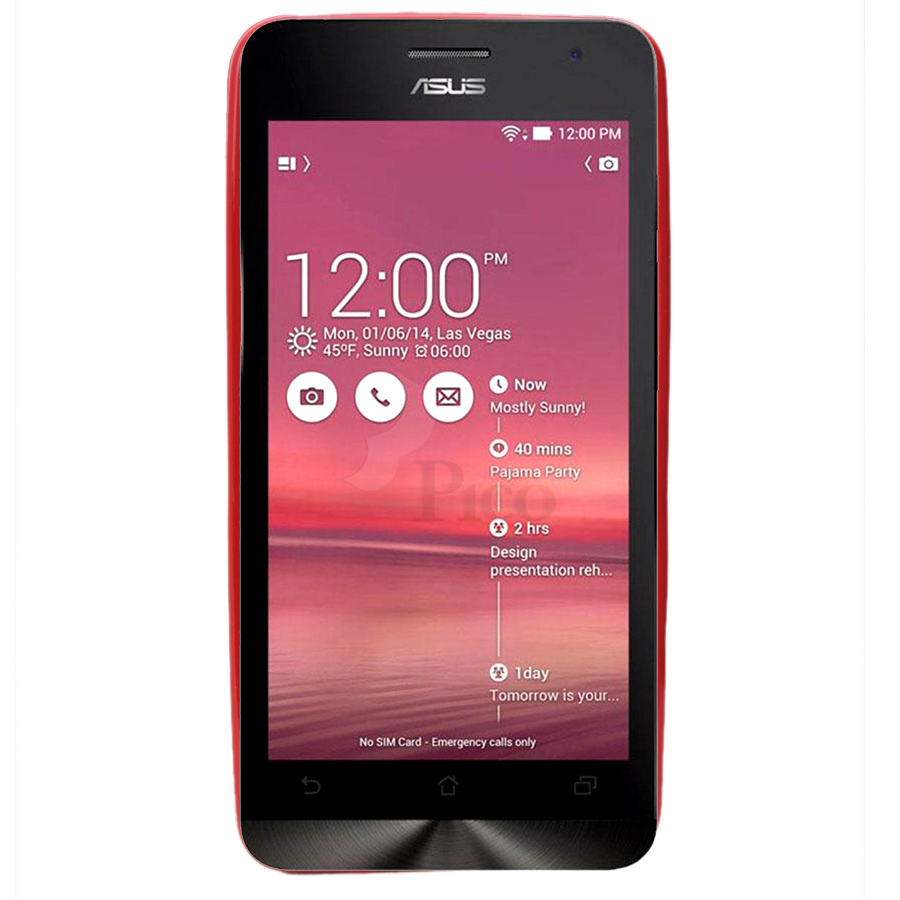 ASUS
12:00 PM
12:00 PM
Mon, 01/06/14, Las Vegas
45ºF, Sunny 06:00
Now
Mostly Sunny!
40 mins
Pajama Party
Pico
2 hrs
Design
presentation reh...
1day
Tomorrow is your...
No SIM Card - Emergency calls only